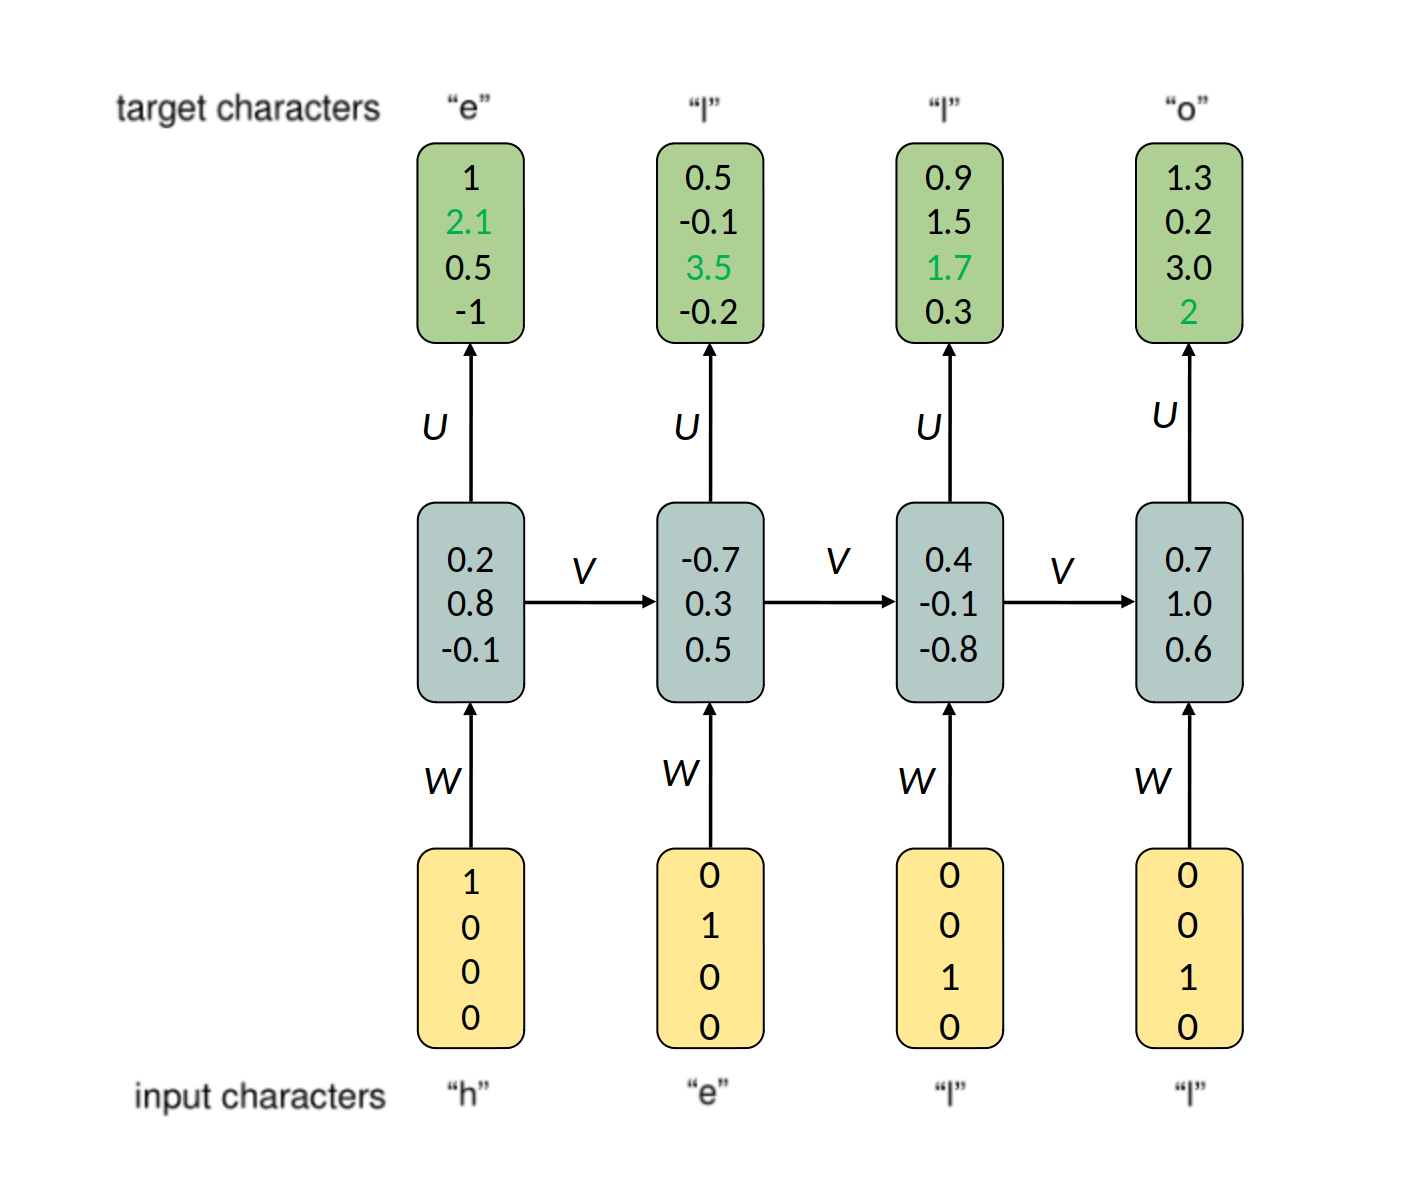 target characters “e” “l” “l” “o”
1 0.5 0.9 1.3
2.1 -0.1 1.5 0.2
0.5 3.5 1.7 3.0
-1 -0.2 0.3 2
U U U U
0.2 -0.7 0.4 0.7
V V V
0.8 0.3 -0.1 1.0
-0.1 0.5 -0.8 0.6
W W W W
1 0 0 0
0 1 0 0
0 0 1 1
0 0 0 0
input characters “h” “e” “l” “l”